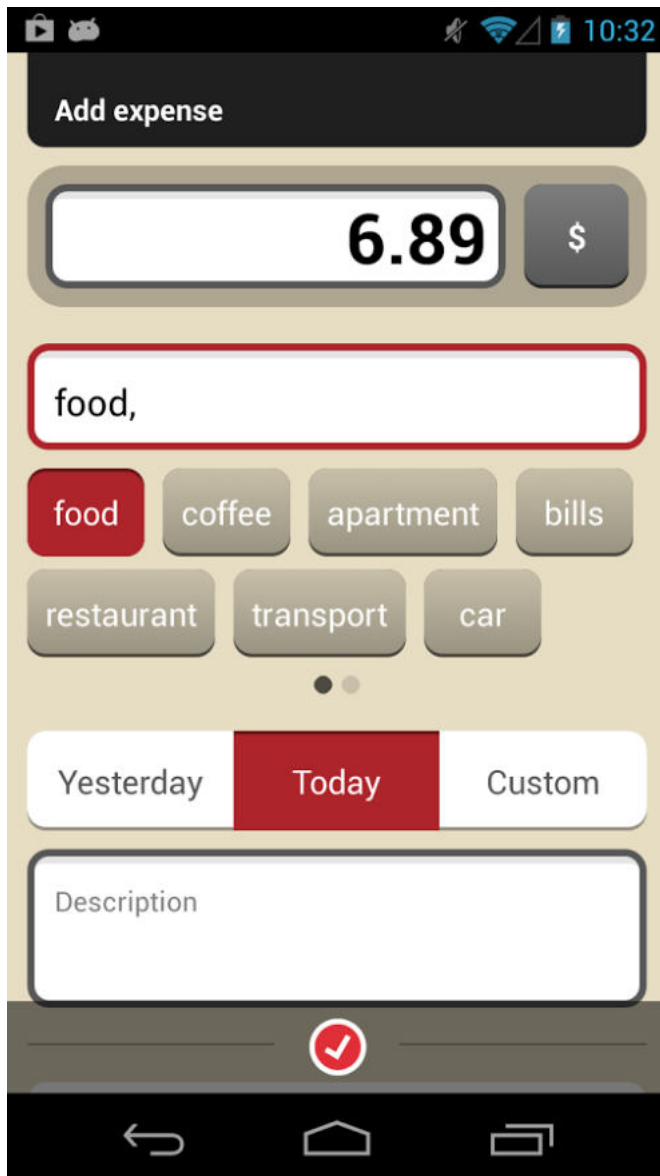 10:32
Add expense
6.89 $
food,
food coffee apartment bills
restaurant transport car
Yesterday Today Custom
Description